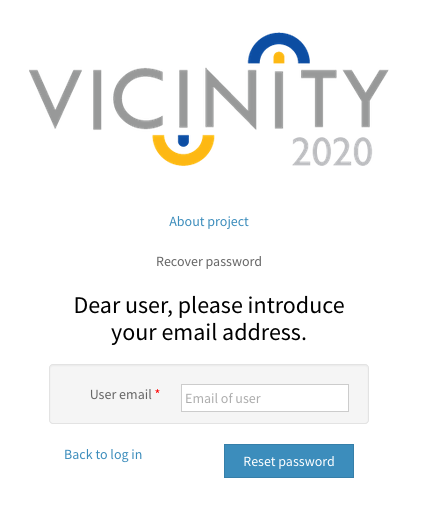 VICINITY
2020
About project
Recover password
Dear user, please introduce
your email address.
User email *
Email of user
Back to log in
Reset password